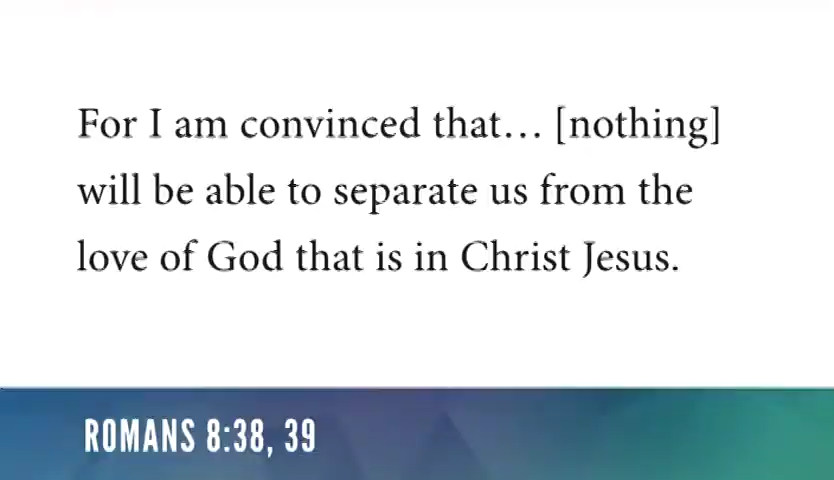 For I am convinced that… [nothing]
will be able to separate us from the
love of God that is in Christ Jesus.
ROMANS 8:38, 39